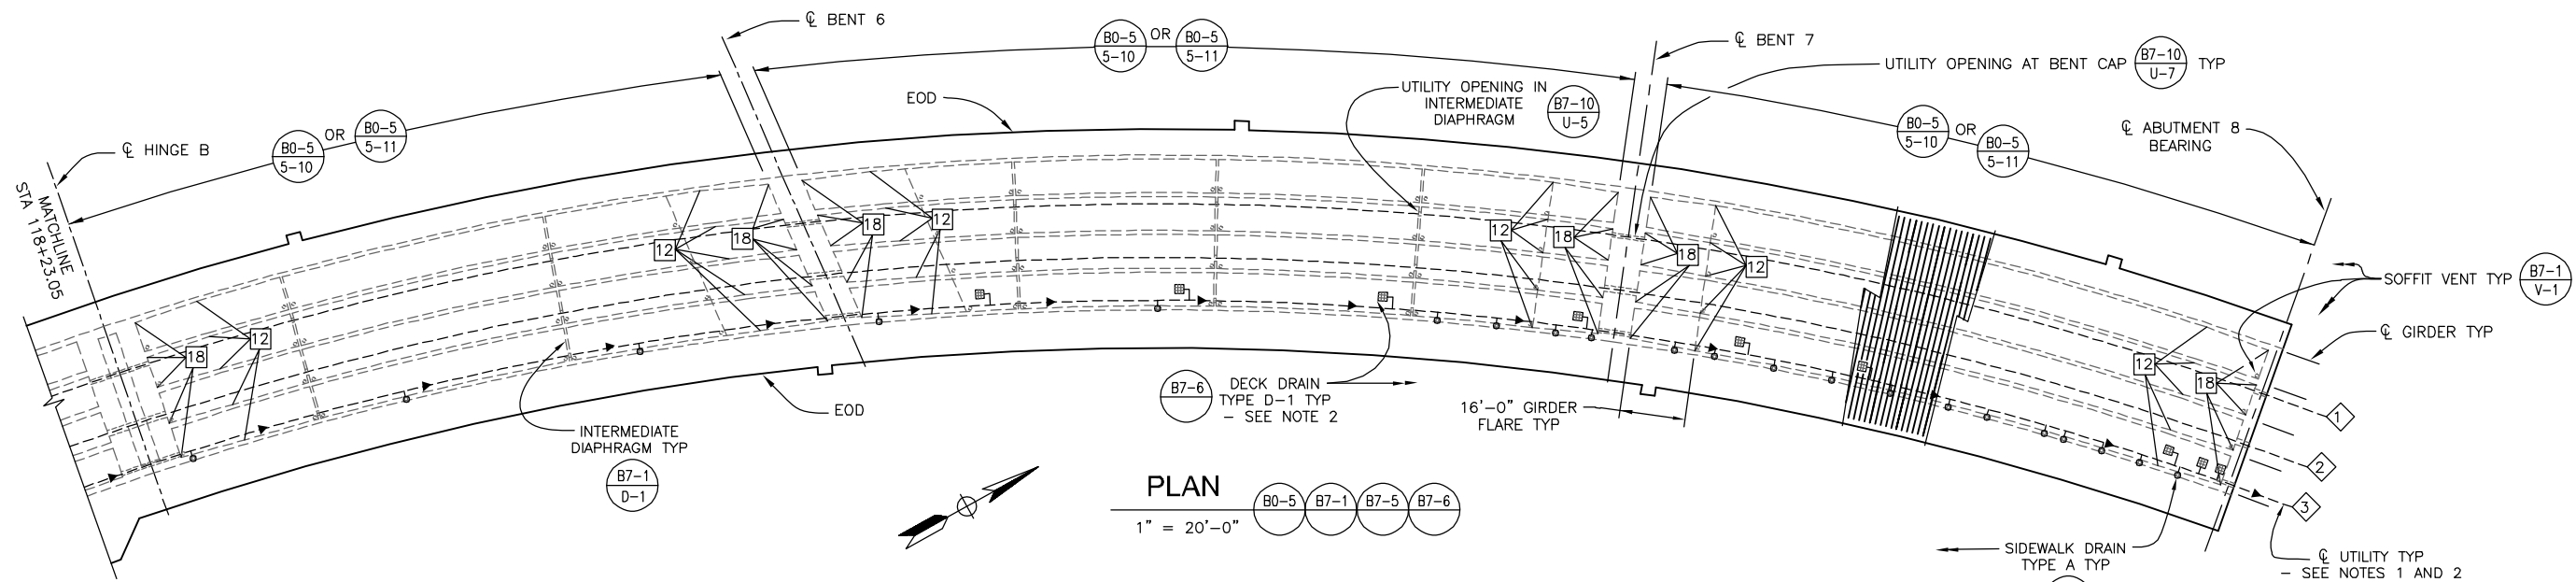 ℄ BENT 6
B0-5
5-10
OR
B0-5
5-11
℄ BENT 7
UTILITY OPENING AT BENT CAP
B7-10
U-7
TYP
EOD
UTILITY OPENING IN
INTERMEDIATE
DIAPHRAGM
B7-10
U-5
℄ HINGE B
B0-5
5-10
OR
B0-5
5-11
B0-5
5-10
OR
B0-5
5-11
℄ ABUTMENT 8
BEARING
MATCHLINE
STA 118+23.05
SOFFIT VENT TYP
B7-1
V-1
℄ GIRDER TYP
18
12
12
18
18
12
12
18
18
12
12
18
INTERMEDIATE
DIAPHRAGM TYP
B7-1
D-1
EOD
B7-6
DECK DRAIN
TYPE D-1 TYP
- SEE NOTE 2
16'-0" GIRDER
FLARE TYP
1
2
3
PLAN
1" = 20'-0"
B0-5
B7-1
B7-5
B7-6
SIDEWALK DRAIN
TYPE A TYP
℄ UTILITY TYP
- SEE NOTES 1 AND 2